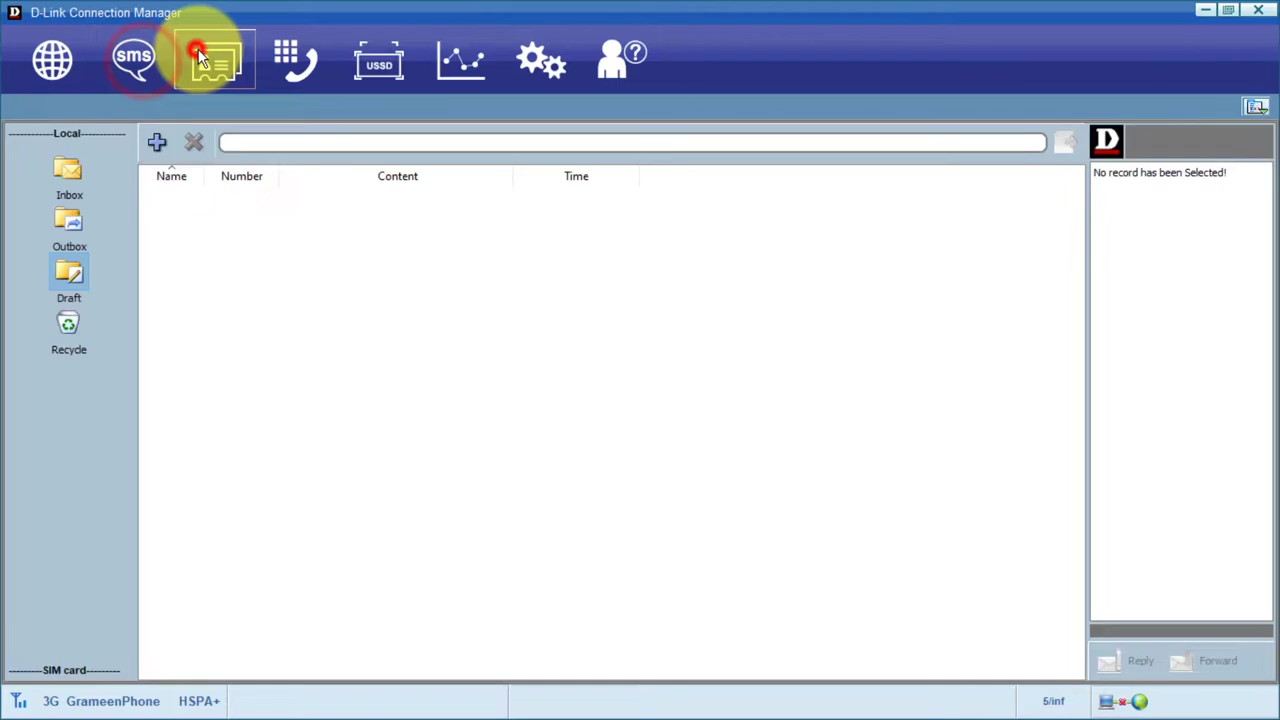 D-Link Connection Manager
sms
USSD
?
Local
Name
Number
Content
Time
D
No record has been Selected!
Inbox
Outbox
Draft
Recycle
SIM card
Reply
Forward
3G GrameenPhone
HSPA+
5/inf